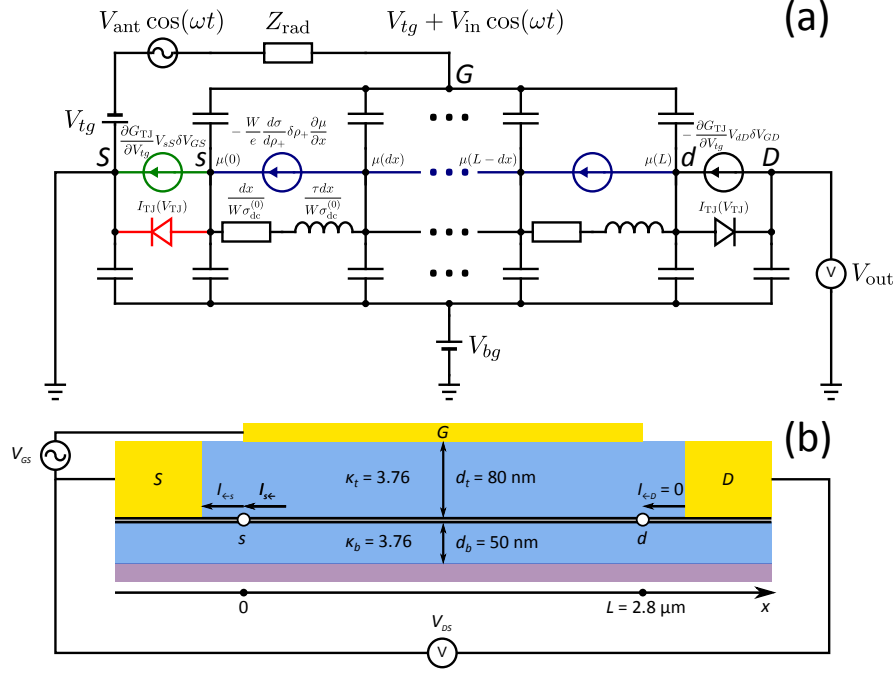 (a)
V_ant cos(ωt) Z_rad V_tg + V_in cos(ωt)
G
V_tg
∂G_TJ/∂V_tg V_sS δV_GS - W/e dσ/dρ_+ δρ_+ ∂μ/∂x - ∂G_TJ/∂V_tg V_dD δV_GD
S s μ(0) μ(dx) μ(L - dx) μ(L) d D
I_TJ(V_TJ) dx/Wσ_dc^(0) τdx/Wσ_dc^(0) I_TJ(V_TJ)
V V_out
V_bg
(b)
G
V_GS
S I_←s I_s← κ_t = 3.76 d_t = 80 nm I_←D = 0 D
s κ_b = 3.76 d_b = 50 nm d
0 L = 2.8 μm x
V_DS
V